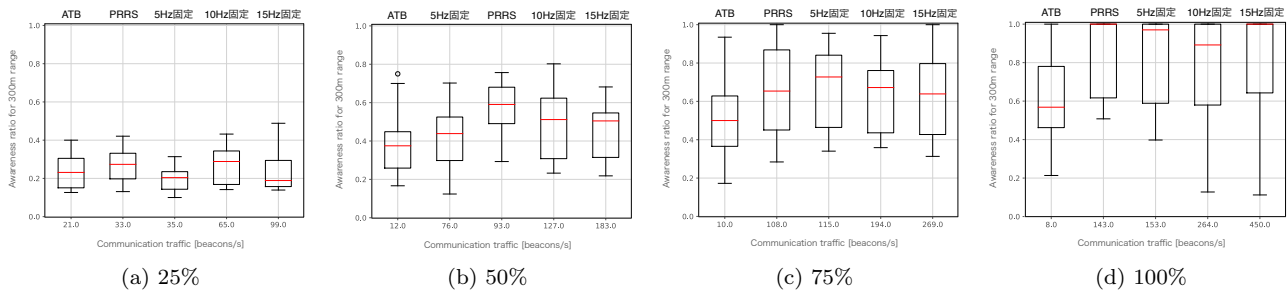 ATB PRRS 5Hz固定 10Hz固定 15Hz固定
1.0
0.8
0.6
0.4
0.2
0.0
Awareness ratio for 300m range
21.0 33.0 35.0 65.0 99.0
Communication traffic [beacons/s]
(a) 25%
ATB 5Hz固定 PRRS 10Hz固定 15Hz固定
1.0
0.8
0.6
0.4
0.2
0.0
Awareness ratio for 300m range
12.0 76.0 93.0 127.0 183.0
Communication traffic [beacons/s]
(b) 50%
ATB PRRS 5Hz固定 10Hz固定 15Hz固定
1.0
0.8
0.6
0.4
0.2
0.0
Awareness ratio for 300m range
10.0 108.0 115.0 194.0 269.0
Communication traffic [beacons/s]
(c) 75%
ATB PRRS 5Hz固定 10Hz固定 15Hz固定
1.0
0.8
0.6
0.4
0.2
0.0
Awareness ratio for 300m range
8.0 143.0 153.0 264.0 450.0
Communication traffic [beacons/s]
(d) 100%